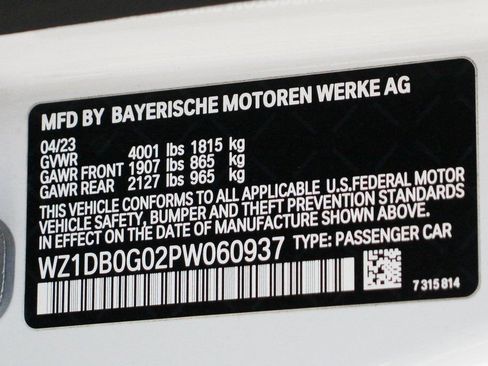 MFD BY BAYERISCHE MOTOREN WERKE AG
04/23
GVWR 4001 lbs 1815 kg
GAWR FRONT 1907 lbs 865 kg
GAWR REAR 2127 lbs 965 kg
THIS VEHICLE CONFORMS TO ALL APPLICABLE U.S.FEDERAL MOTOR
VEHICLE SAFETY, BUMPER AND THEFT PREVENTION STANDARDS
IN EFFECT ON THE DATE OF MANUFACTURE SHOWN ABOVE.
WZ1DB0G02PW060937 TYPE: PASSENGER CAR
7 315 814